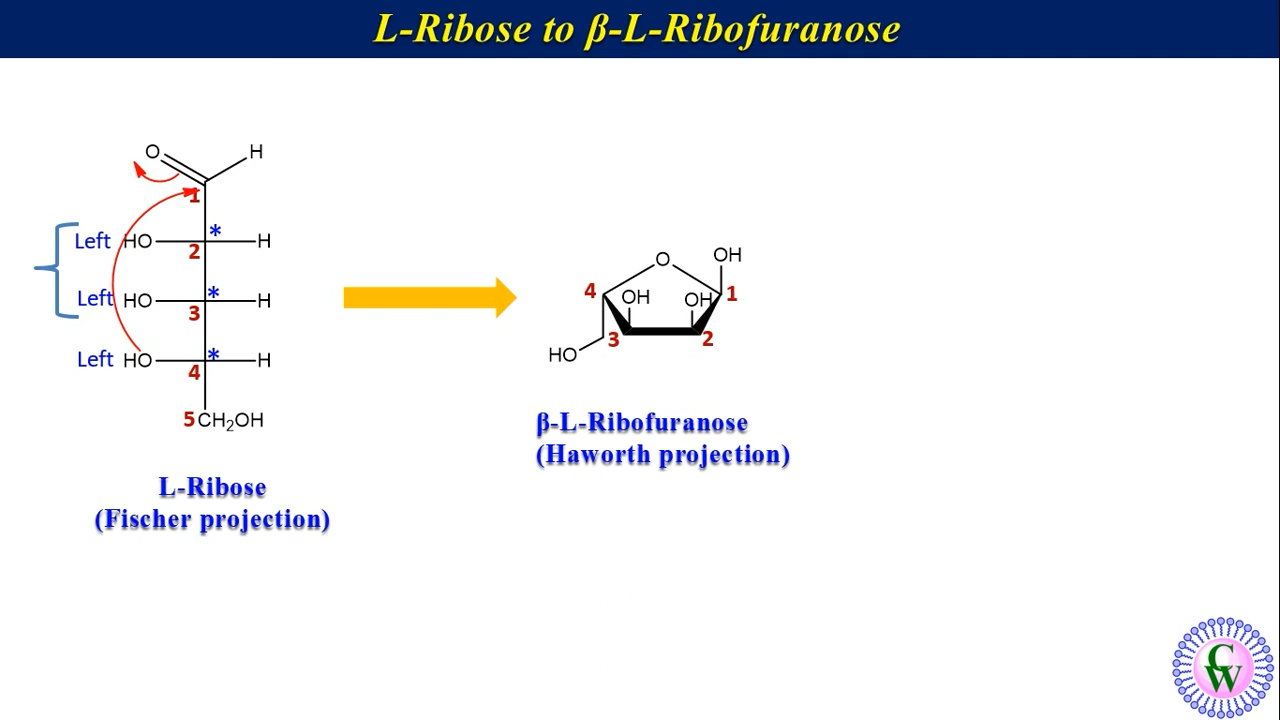 L-Ribose to β-L-Ribofuranose
O H
1
Left HO * H
2
Left HO * H
3
Left HO * H
4
5 CH₂OH
L-Ribose
(Fischer projection)
O OH
4 OH OH 1
3 2
HO
β-L-Ribofuranose
(Haworth projection)
C
W